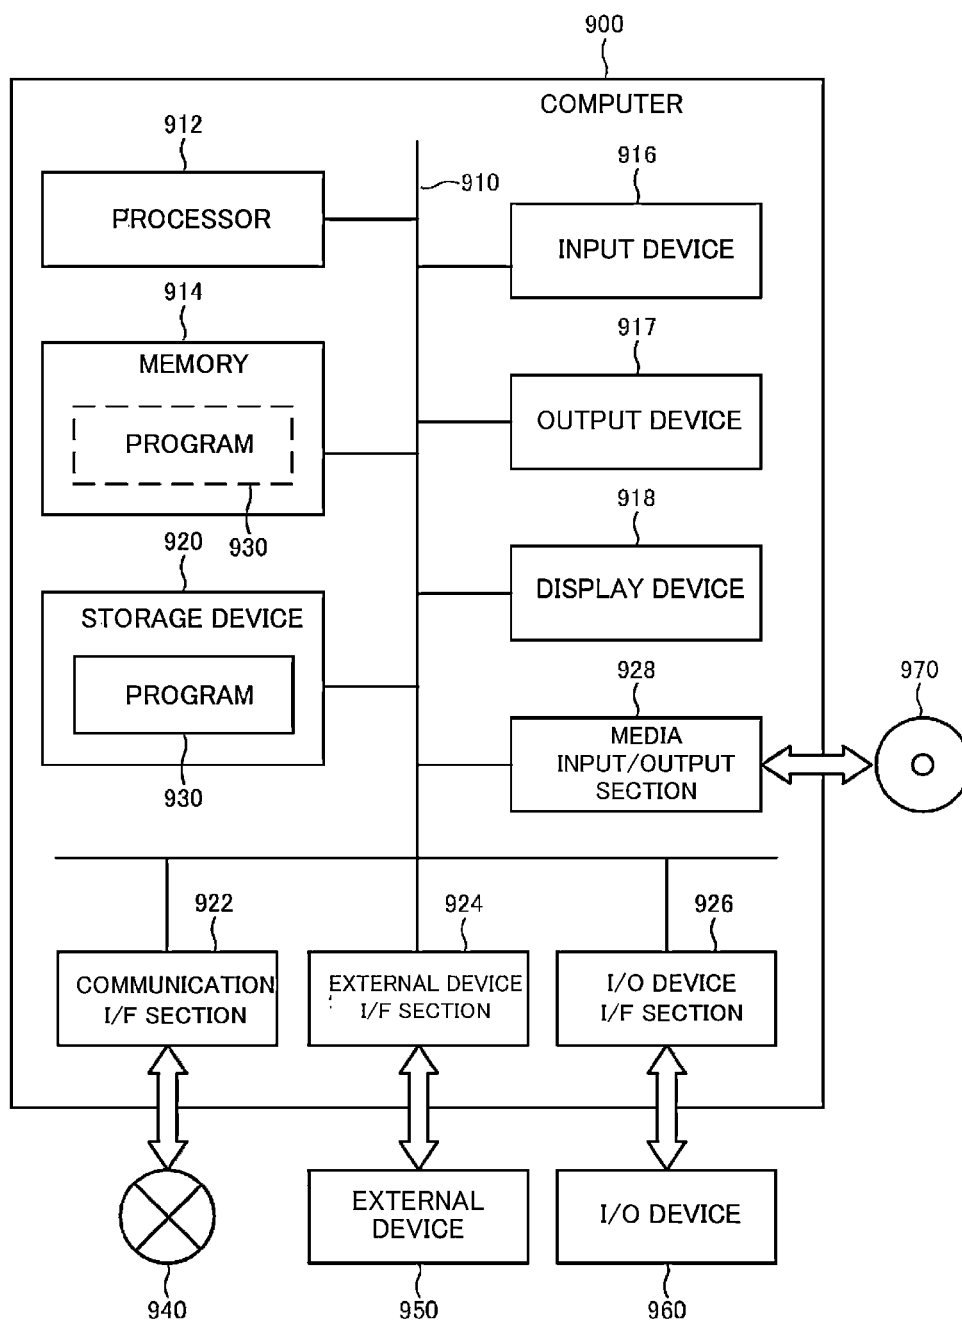 900
COMPUTER
912
PROCESSOR
910
916
INPUT DEVICE
914
MEMORY
PROGRAM
930
917
OUTPUT DEVICE
920
STORAGE DEVICE
PROGRAM
930
918
DISPLAY DEVICE
928
MEDIA
INPUT/OUTPUT
SECTION
970
922
COMMUNICATION
I/F SECTION
924
EXTERNAL DEVICE
I/F SECTION
926
I/O DEVICE
I/F SECTION
940
EXTERNAL
DEVICE
950
I/O DEVICE
960